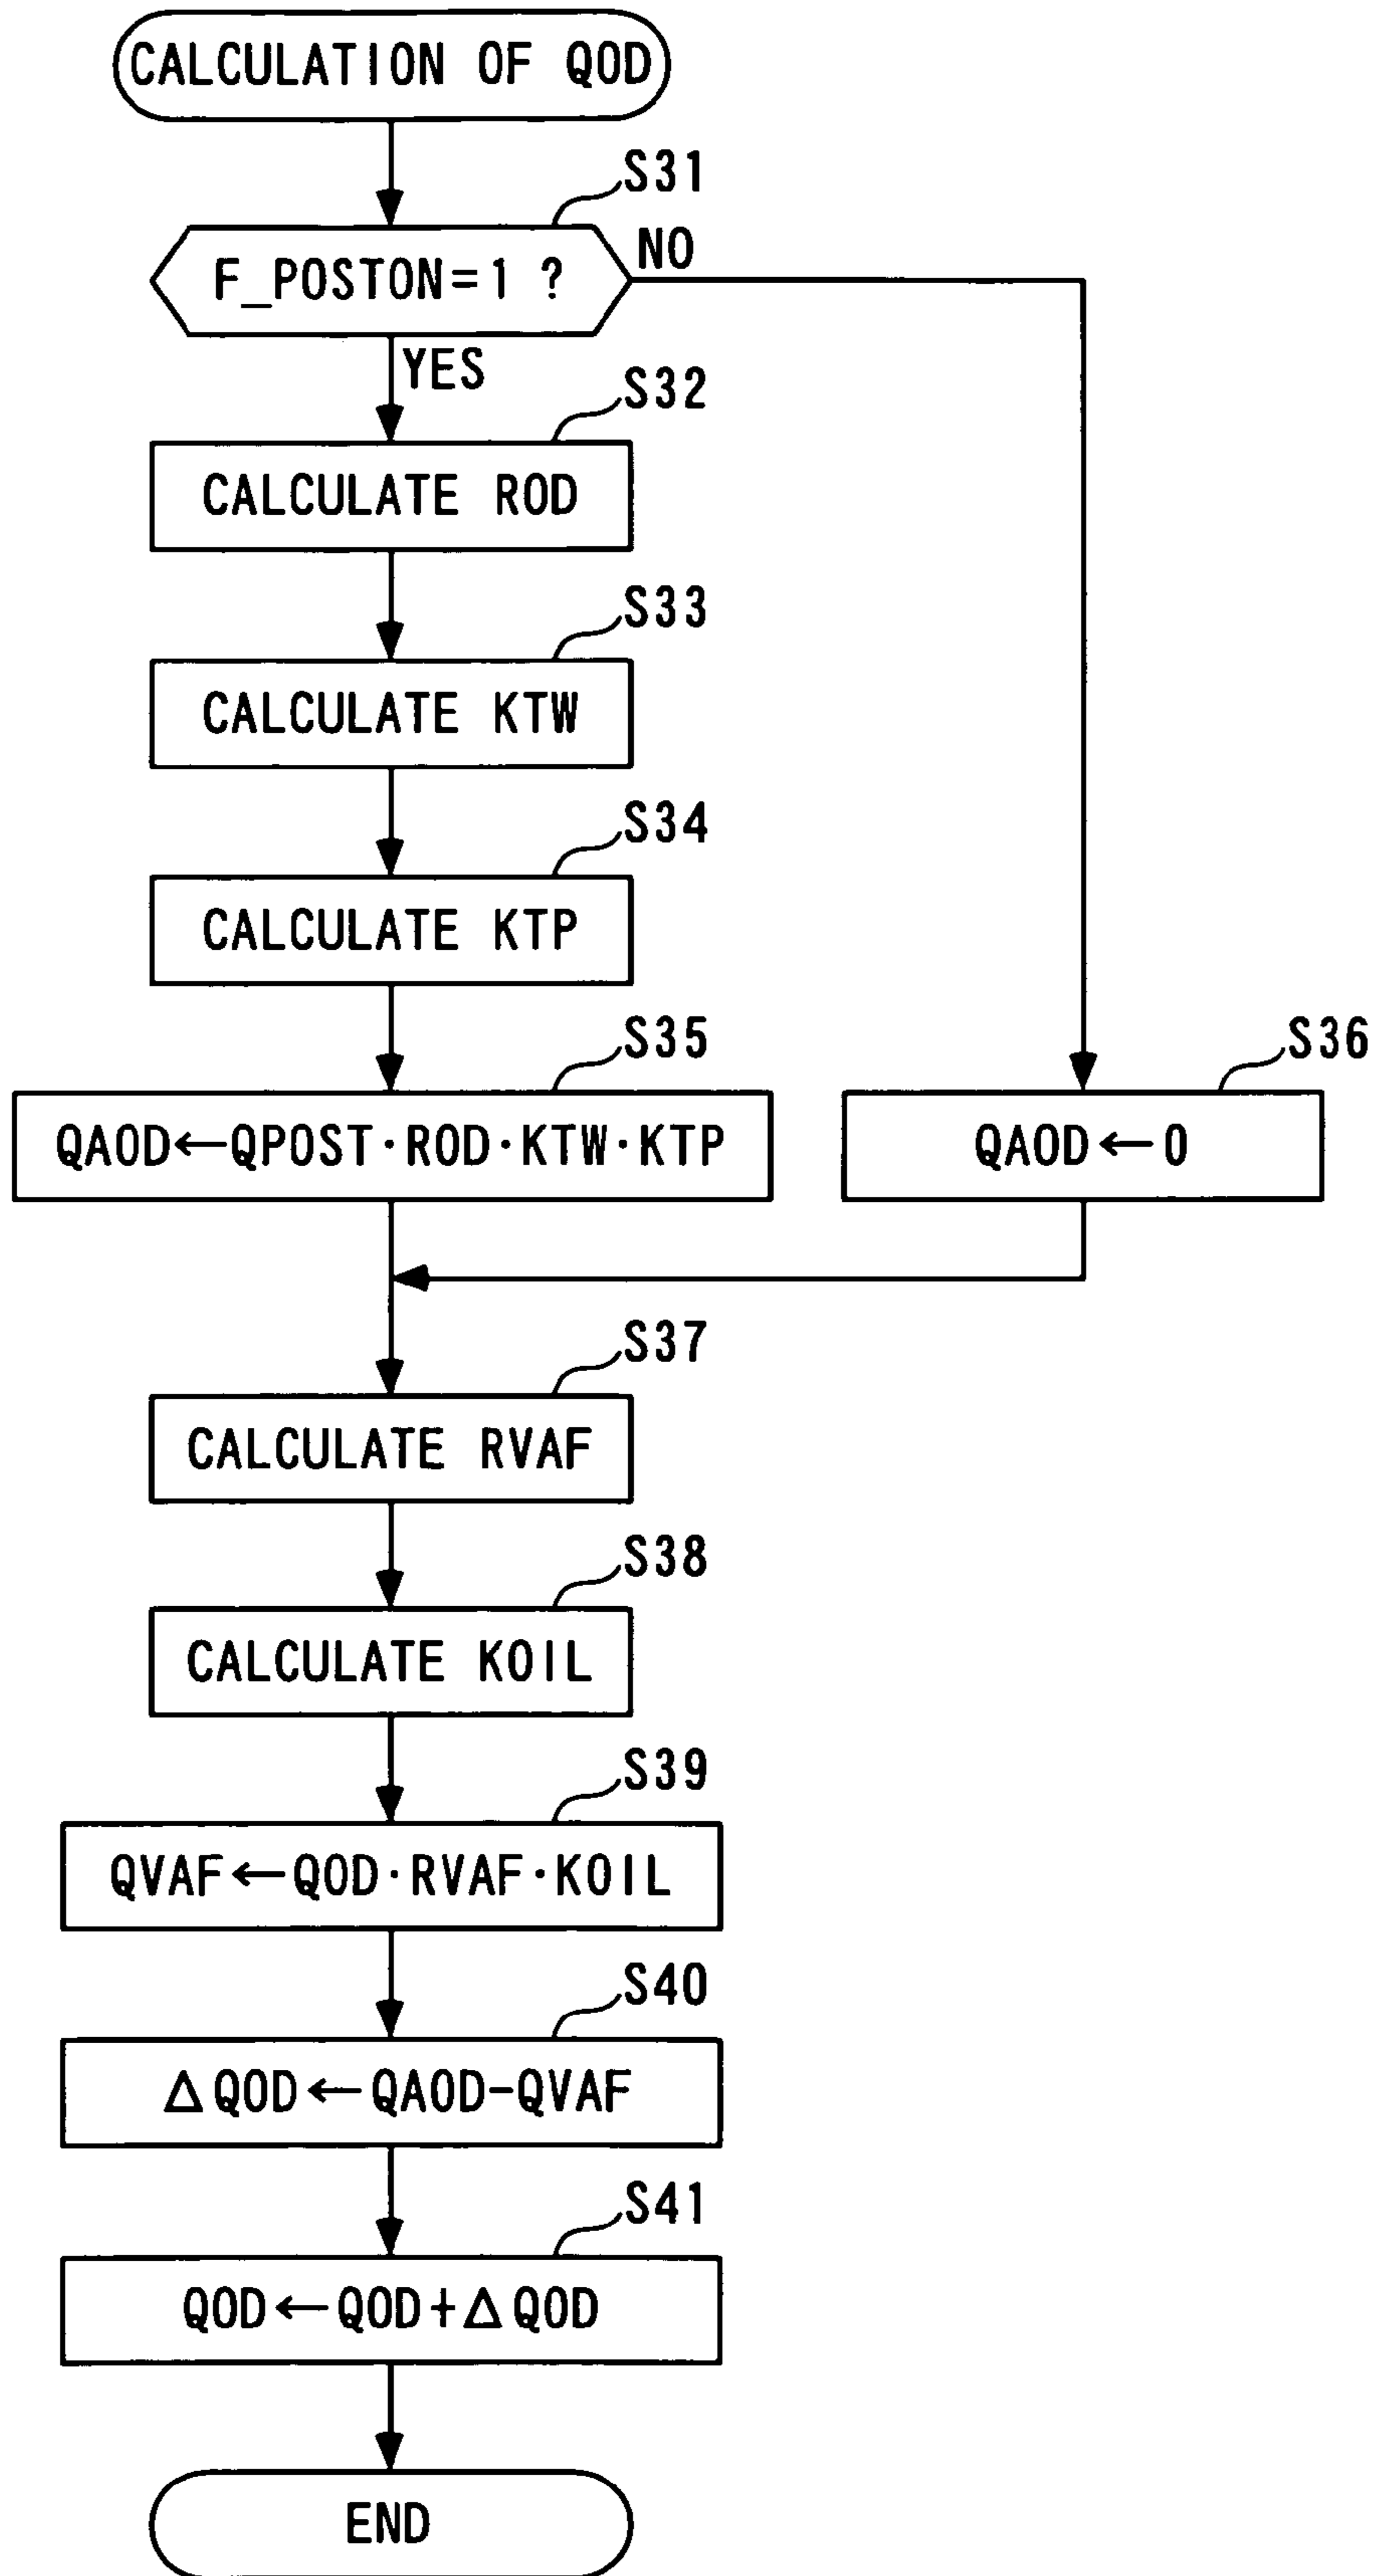 CALCULATION OF QOD
S31
F_POSTON=1 ?
NO
YES
S32
CALCULATE ROD
S33
CALCULATE KTW
S34
CALCULATE KTP
S35
QAOD←QPOST·ROD·KTW·KTP
S36
QAOD←0
S37
CALCULATE RVAF
S38
CALCULATE KOIL
S39
QVAF←QOD·RVAF·KOIL
S40
ΔQOD←QAOD-QVAF
S41
QOD←QOD+ΔQOD
END